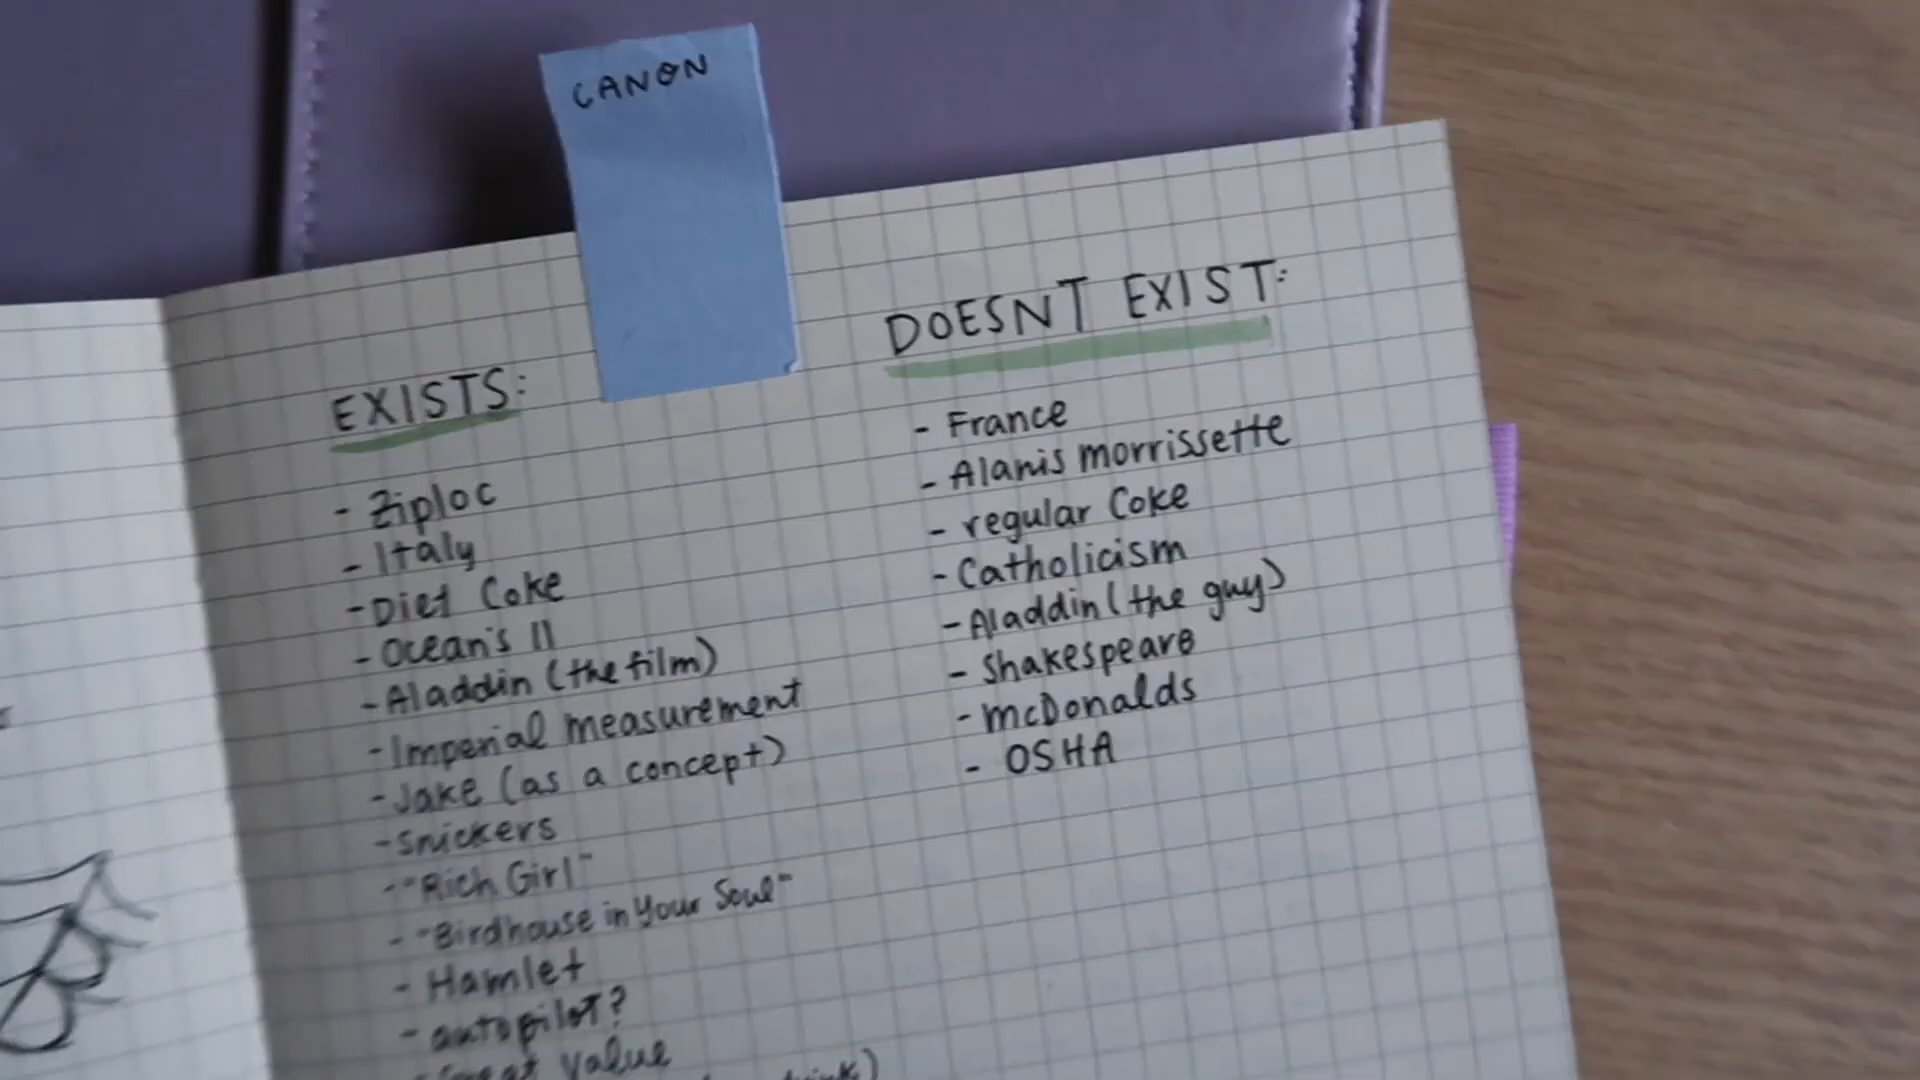 CANON
EXISTS:
- Ziploc
- Italy
- Diet Coke
- Ocean's 11
- Aladdin (the film)
- Imperial measurement
- Jake (as a concept)
- Snickers
- "Rich Girl"
- "Birdhouse in Your Soul"
- Hamlet
- autopilot?
value
DOESNT EXIST:
- France
- Alanis morrissette
- regular Coke
- Catholicism
- Aladdin (the guy)
- Shakespeare
- mcDonalds
- OSHA